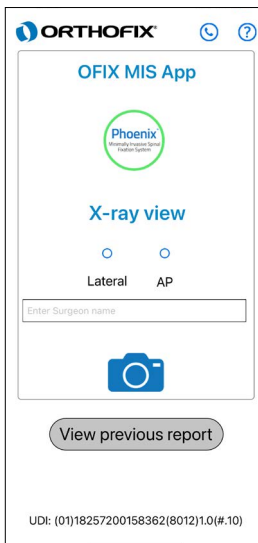 ORTHOFIX®
OFIX MIS App
Phoenix
Minimally Invasive Spinal
Fixation System
X-ray view
Lateral AP
Enter Surgeon name
View previous report
UDI: (01)18257200158362(8012)1.0(#.10)